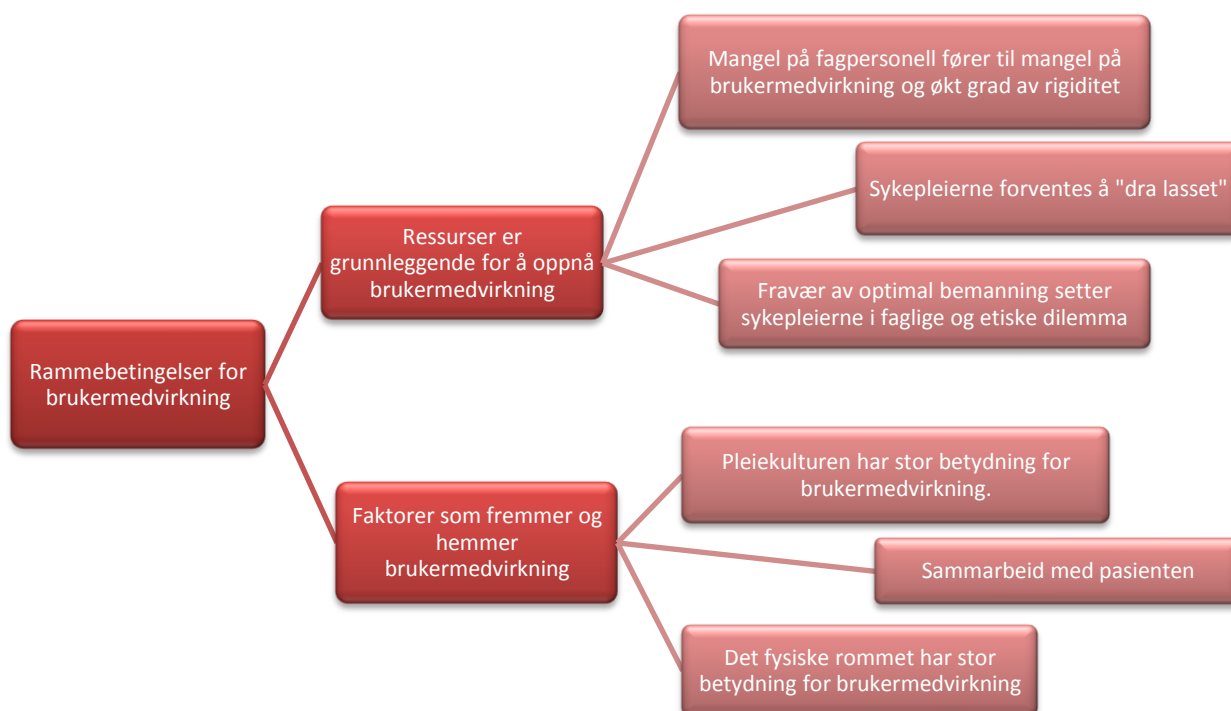 Rammebetingelser for
brukermedvirkning
Ressurser er
grunnleggende for å oppnå
brukermedvirkning
Mangel på fagpersonell fører til mangel på
brukermedvirkning og økt grad av rigiditet
Sykepleierne forventes å "dra lasset"
Fravær av optimal bemanning setter
sykepleierne i faglige og etiske dilemma
Faktorer som fremmer og
hemmer
brukermedvirkning
Pleiekulturen har stor betydning for
brukermedvirkning.
Sammarbeid med pasienten
Det fysiske rommet har stor
betydning for brukermedvirkning